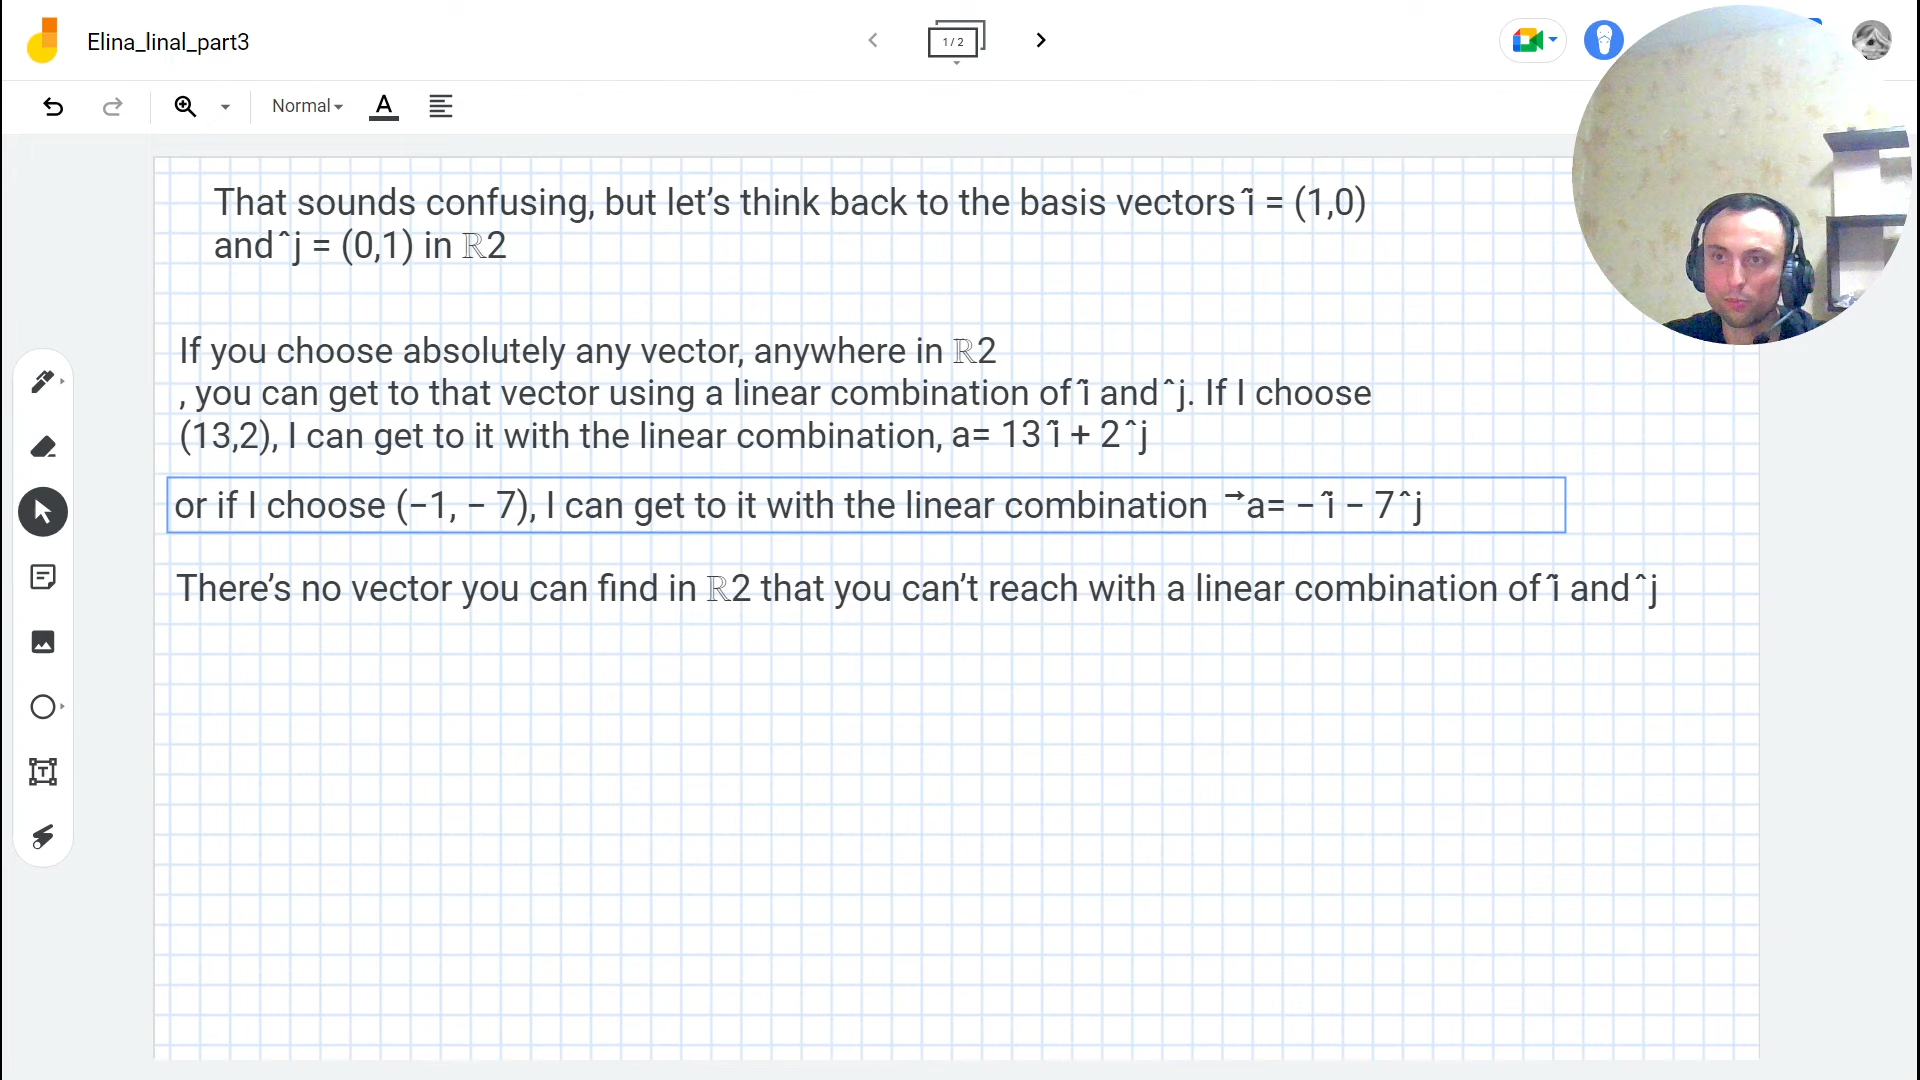 Elina_linal_part3
1 / 2
Normal
A
That sounds confusing, but let’s think back to the basis vectors ̂i = (1,0)
and ̂ j = (0,1) in ℝ2
If you choose absolutely any vector, anywhere in ℝ2
, you can get to that vector using a linear combination of ̂i and ̂ j. If I choose
(13,2), I can get to it with the linear combination, a= 13 ̂i + 2 ̂ j
or if I choose (−1, − 7), I can get to it with the linear combination ⃗a= − ̂i − 7 ̂ j
There’s no vector you can find in ℝ2 that you can’t reach with a linear combination of ̂i and ̂ j